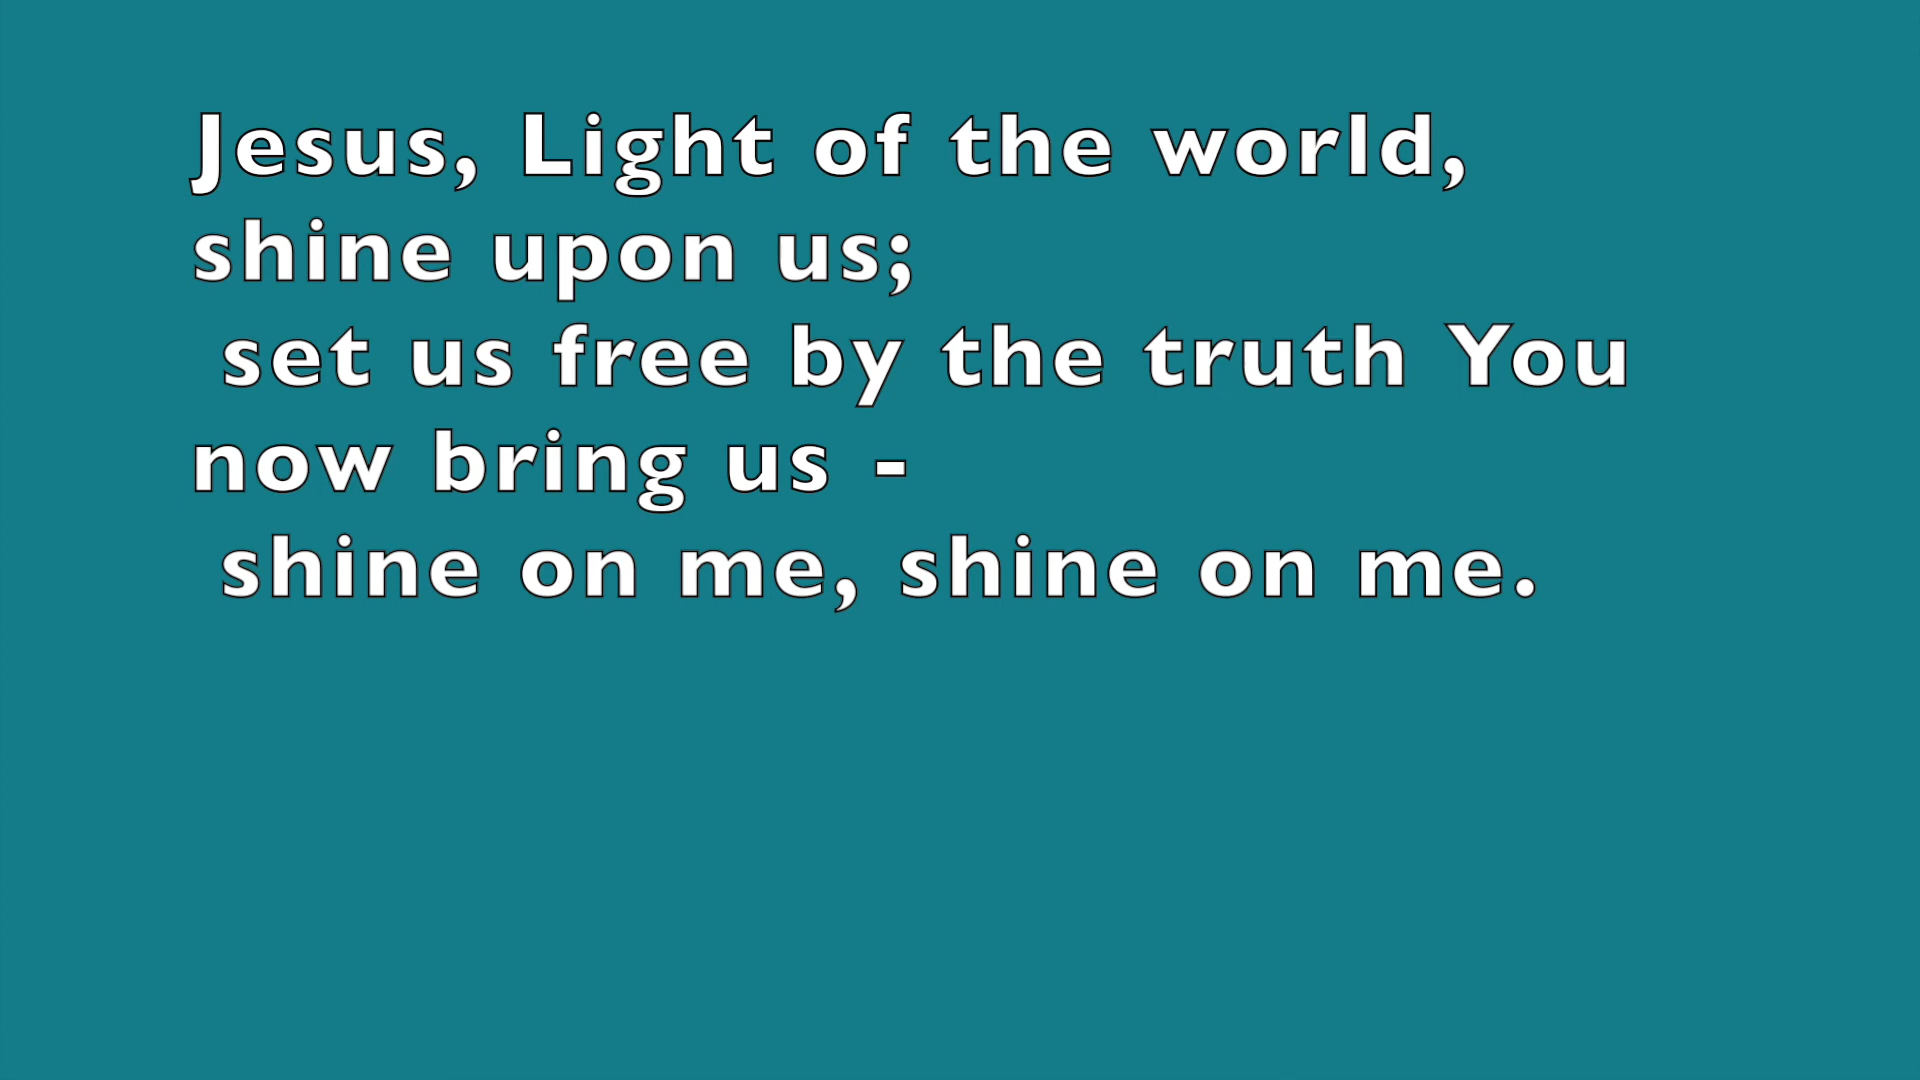 Jesus, Light of the world,
shine upon us;
set us free by the truth You
now bring us -
shine on me, shine on me.